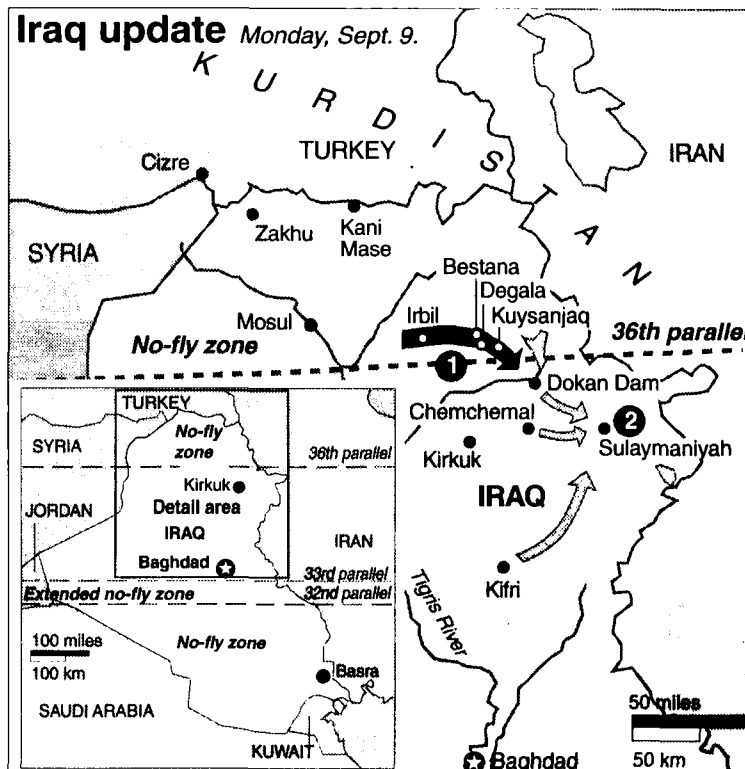 Iraq update Monday, Sept. 9.
KURDISTAN
TURKEY
IRAN
Cizre
Zakhu
Kani
Mase
SYRIA
Bestana
Degala
Kuysanjaq
Irbil
Mosul
No-fly zone
36th parallel
1
Dokan Dam
Chemchemal
2
Sulaymaniyah
Kirkuk
IRAQ
Kifri
Tigris River
Baghdad
50 miles
50 km
TURKEY
No-fly
zone
SYRIA
36th parallel
Kirkuk
Detail area
JORDAN
IRAQ
IRAN
Baghdad
33rd parallel
Extended no-fly zone
32nd parallel
100 miles
100 km
No-fly zone
Basra
SAUDI ARABIA
KUWAIT